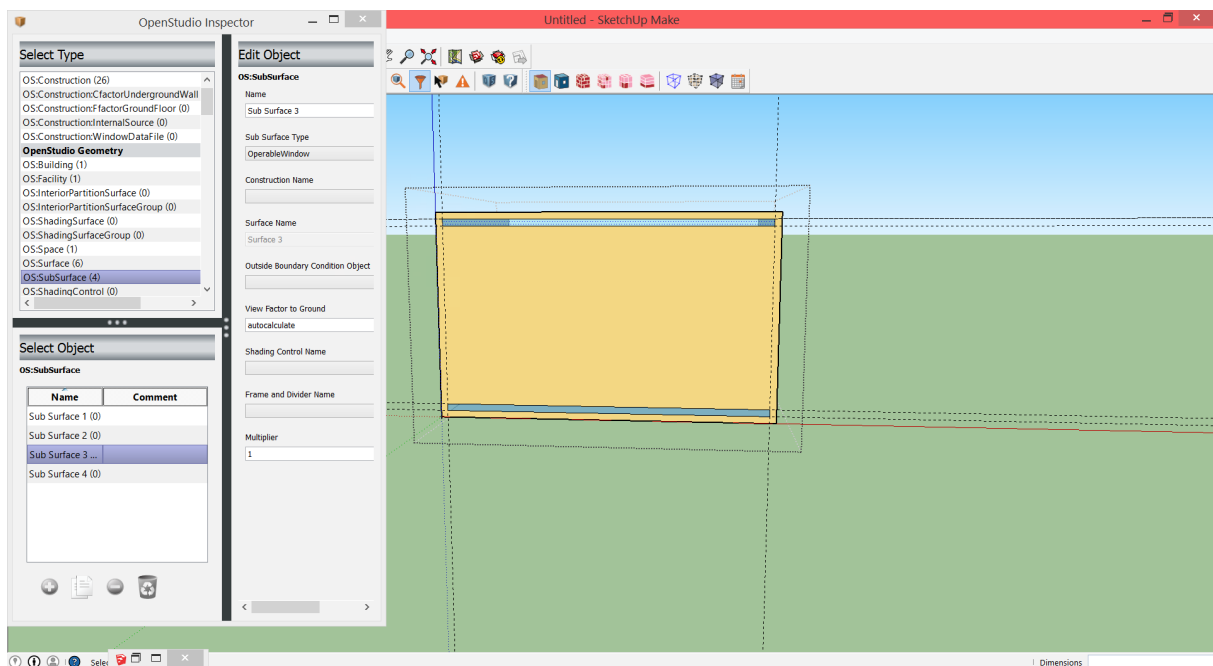 OpenStudio Inspector
Untitled - SketchUp Make
Select Type
OS:Construction (26)
OS:Construction:CfactorUndergroundWall
OS:Construction:FfactorGroundFloor (0)
OS:Construction:InternalSource (0)
OS:Construction:WindowDataFile (0)
OpenStudio Geometry
OS:Building (1)
OS:Facility (1)
OS:InteriorPartitionSurface (0)
OS:InteriorPartitionSurfaceGroup (0)
OS:ShadingSurface (0)
OS:ShadingSurfaceGroup (0)
OS:Space (1)
OS:Surface (6)
OS:SubSurface (4)
OS:ShadingControl (0)
Select Object
OS:SubSurface
Name Comment
Sub Surface 1 (0)
Sub Surface 2 (0)
Sub Surface 3 ...
Sub Surface 4 (0)
Edit Object
OS:SubSurface
Name
Sub Surface 3
Sub Surface Type
OperableWindow
Construction Name
Surface Name
Surface 3
Outside Boundary Condition Object
View Factor to Ground
autocalculate
Shading Control Name
Frame and Divider Name
Multiplier
1
Selec
Dimensions